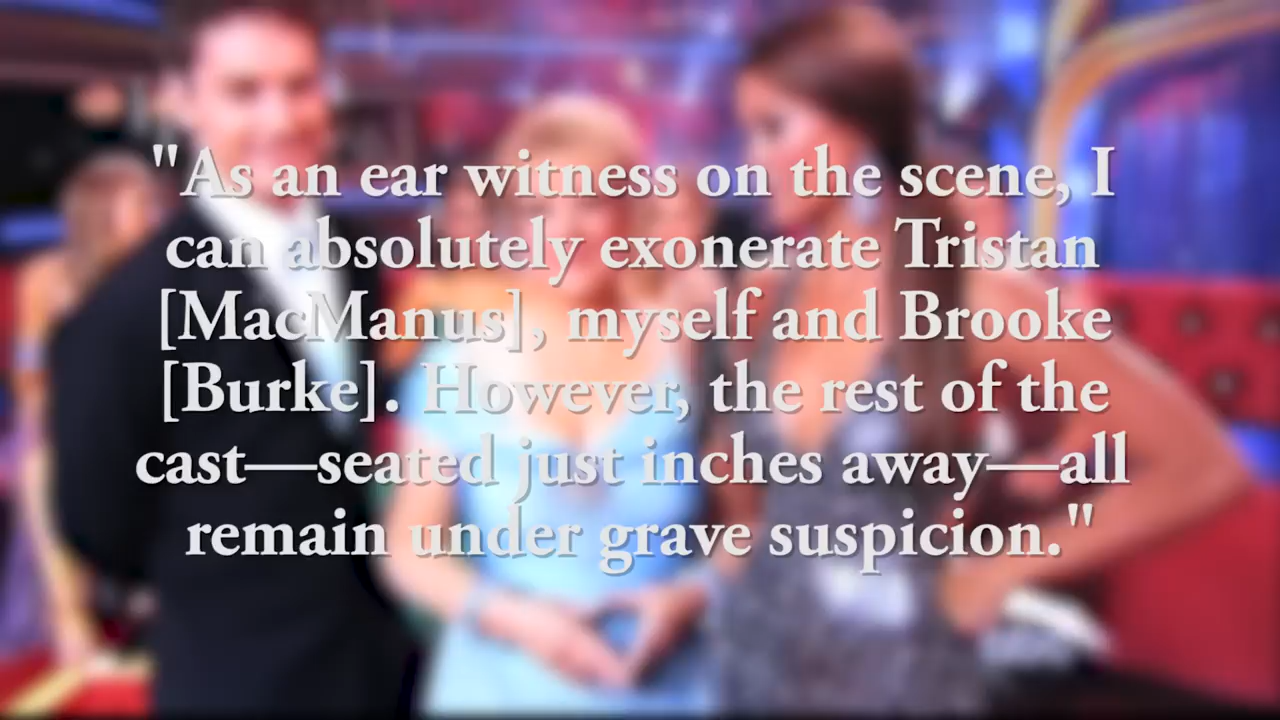 "As an ear witness on the scene, I
can absolutely exonerate Tristan
[MacManus], myself and Brooke
[Burke]. However, the rest of the
cast—seated just inches away—all
remain under grave suspicion."